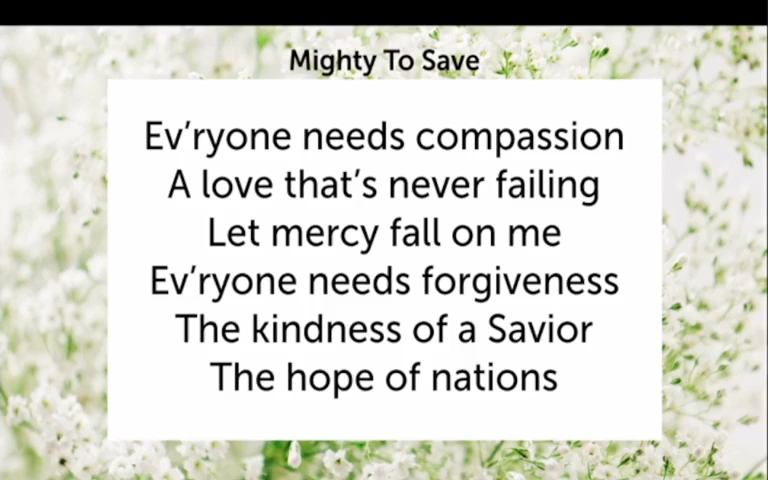 Mighty To Save
Ev’ryone needs compassion
A love that’s never failing
Let mercy fall on me
Ev’ryone needs forgiveness
The kindness of a Savior
The hope of nations